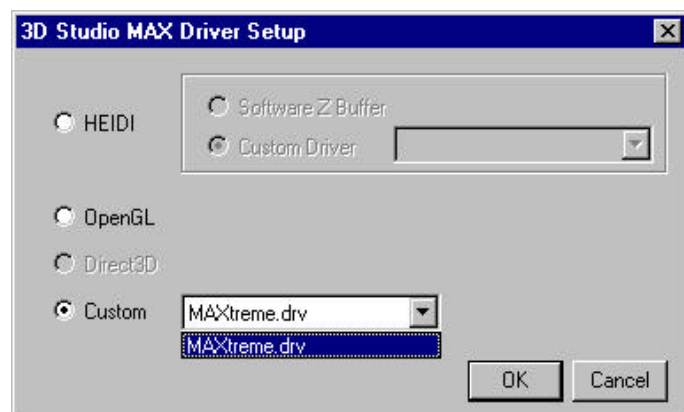 3D Studio MAX Driver Setup
HEIDI
Software Z Buffer
Custom Driver
OpenGL
Direct3D
Custom
MAXtreme.drv
MAXtreme.drv
OK
Cancel